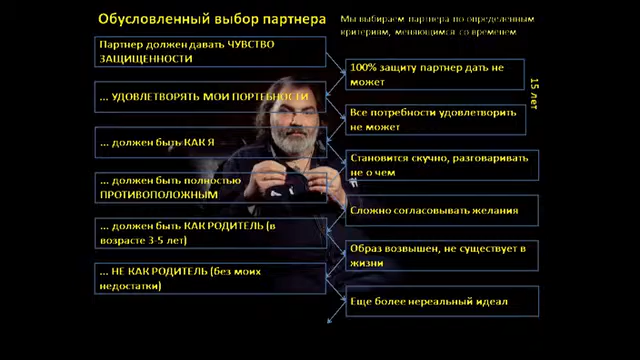 Обусловленный выбор партнера
Мы выбираем партнера по определенным
критериям, меняющимся со временем
Партнер должен давать ЧУВСТВО
ЗАЩИЩЕННОСТИ
100% защиту партнер дать не
может
... УДОВЛЕТВОРЯТЬ МОИ ПОРТЕБНОСТИ
Все потребности удовлетворить
не может
... должен быть КАК Я
Становится скучно, разговаривать
не о чем
... должен быть полностью
ПРОТИВОПОЛОЖНЫМ
Сложно согласовывать желания
... должен быть КАК РОДИТЕЛЬ (в
возрасте 3-5 лет)
Образ возвышен, не существует в
жизни
... НЕ КАК РОДИТЕЛЬ (без моих
недостатки)
Еще более нереальный идеал
15 лет